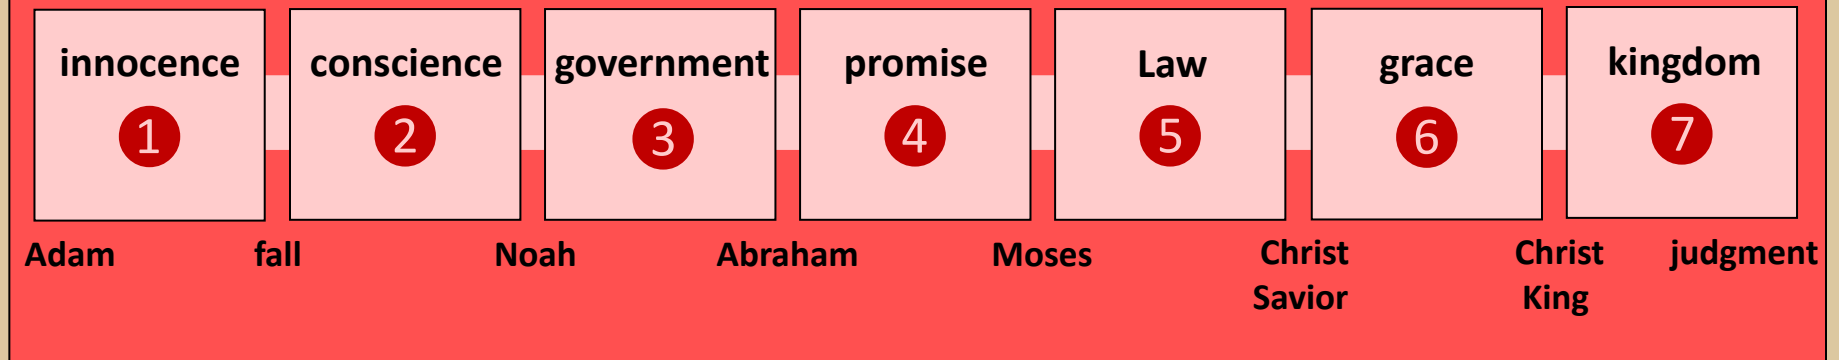 innocence conscience government promise Law grace kingdom
1 2 3 4 5 6 7
Adam fall Noah Abraham Moses Christ Christ judgment
Savior King